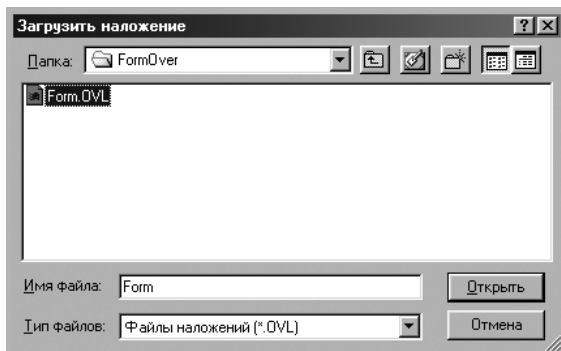 Загрузить наложение
Папка: FormOver
Form.OVL
Имя файла: Form Открыть
Тип файлов: Файлы наложений (*.OVL) Отмена